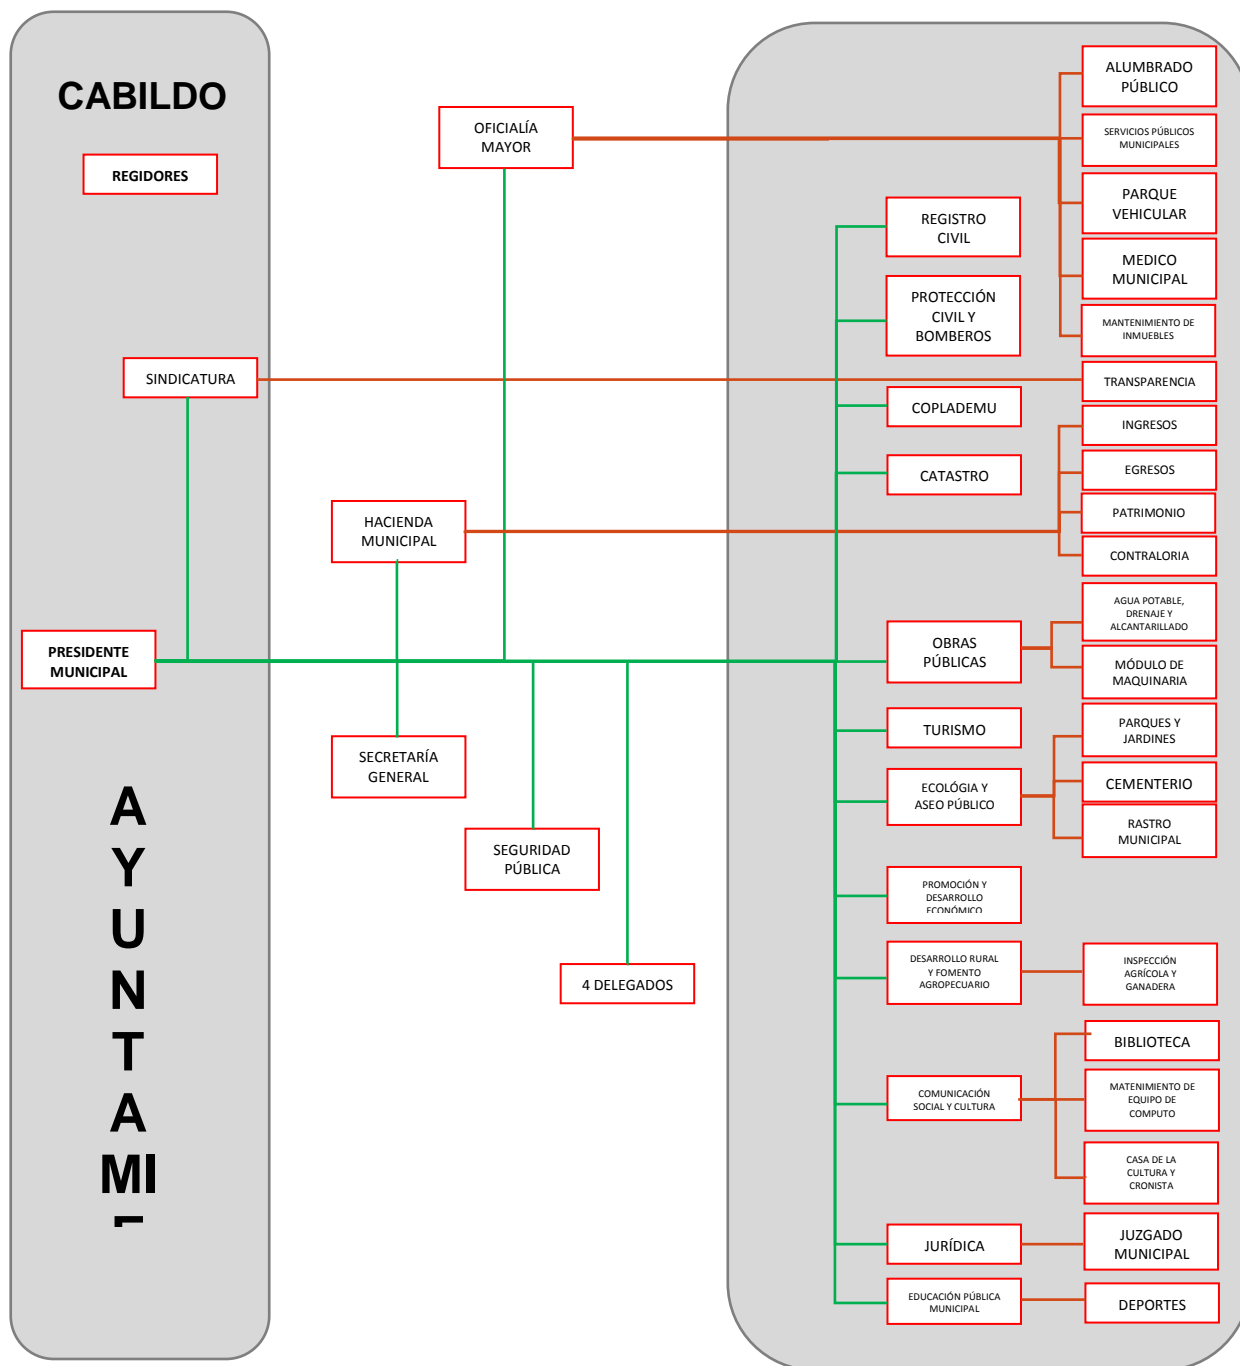 CABILDO
REGIDORES
SINDICATURA
PRESIDENTE
MUNICIPAL
A
Y
U
N
T
A
MI
OFICIALÍA
MAYOR
HACIENDA
MUNICIPAL
SECRETARÍA
GENERAL
SEGURIDAD
PÚBLICA
4 DELEGADOS
REGISTRO
CIVIL
PROTECCIÓN
CIVIL Y
BOMBEROS
COPLADEMU
CATASTRO
OBRAS
PÚBLICAS
TURISMO
ECOLÓGIA Y
ASEO PÚBLICO
PROMOCIÓN Y
DESARROLLO
ECONÓMICO
DESARROLLO RURAL
Y FOMENTO
AGROPECUARIO
COMUNICACIÓN
SOCIAL Y CULTURA
JURÍDICA
EDUCACIÓN PÚBLICA
MUNICIPAL
ALUMBRADO
PÚBLICO
SERVICIOS PÚBLICOS
MUNICIPALES
PARQUE
VEHICULAR
MEDICO
MUNICIPAL
MANTENIMIENTO DE
INMUEBLES
TRANSPARENCIA
INGRESOS
EGRESOS
PATRIMONIO
CONTRALORIA
AGUA POTABLE,
DRENAJE Y
ALCANTARILLADO
MÓDULO DE
MAQUINARIA
PARQUES Y
JARDINES
CEMENTERIO
RASTRO
MUNICIPAL
INSPECCIÓN
AGRÍCOLA Y
GANADERA
BIBLIOTECA
MATENIMIENTO DE
EQUIPO DE
COMPUTO
CASA DE LA
CULTURA Y
CRONISTA
JUZGADO
MUNICIPAL
DEPORTES